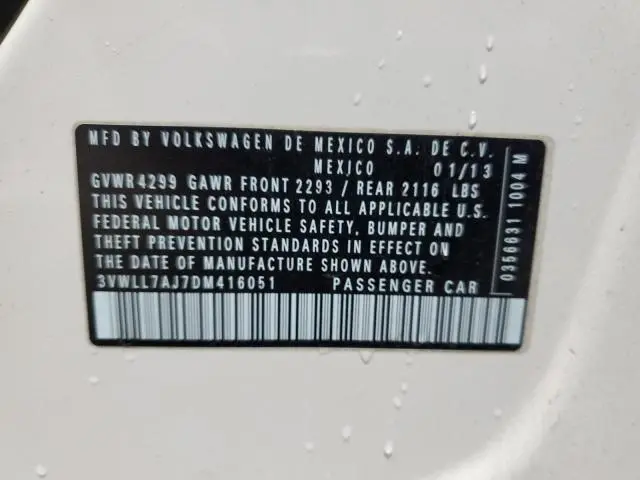 MFD BY VOLKSWAGEN DE MEXICO S.A. DE C.V.
MEXICO 01/13
GVWR4299 GAWR FRONT 2293 / REAR 2116 LBS
THIS VEHICLE CONFORMS TO ALL APPLICABLE U.S.
FEDERAL MOTOR VEHICLE SAFETY, BUMPER AND
THEFT PREVENTION STANDARDS IN EFFECT ON
THE DATE OF MANUFACTURE SHOWN ABOVE.
3VWLL7AJ7DM416051 PASSENGER CAR
0356631 1004 M